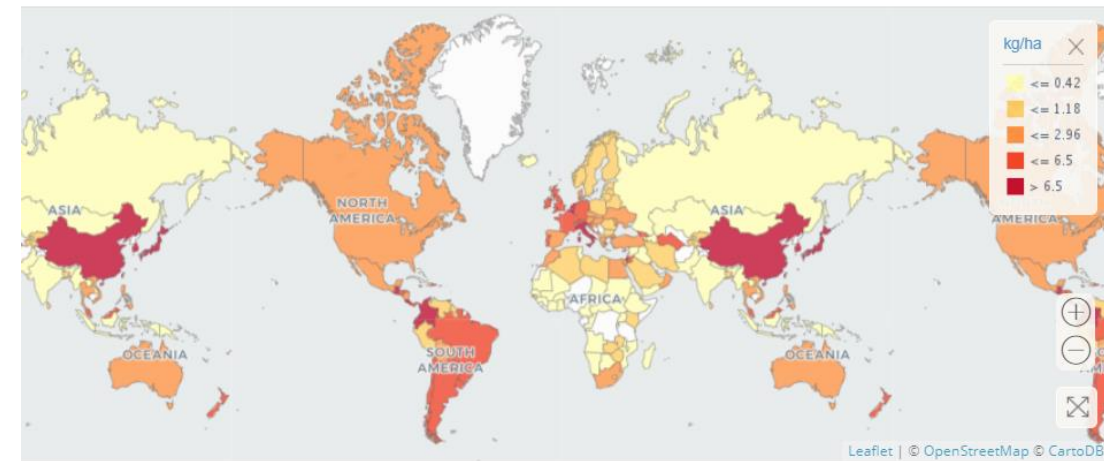 kg/ha
<= 0.42
<= 1.18
<= 2.96
<= 6.5
> 6.5
ASIA
NORTH AMERICA
ASIA
AMERICA
AFRICA
OCEANIA
SOUTH AMERICA
OCEANIA
Leaflet | © OpenStreetMap © CartoDB